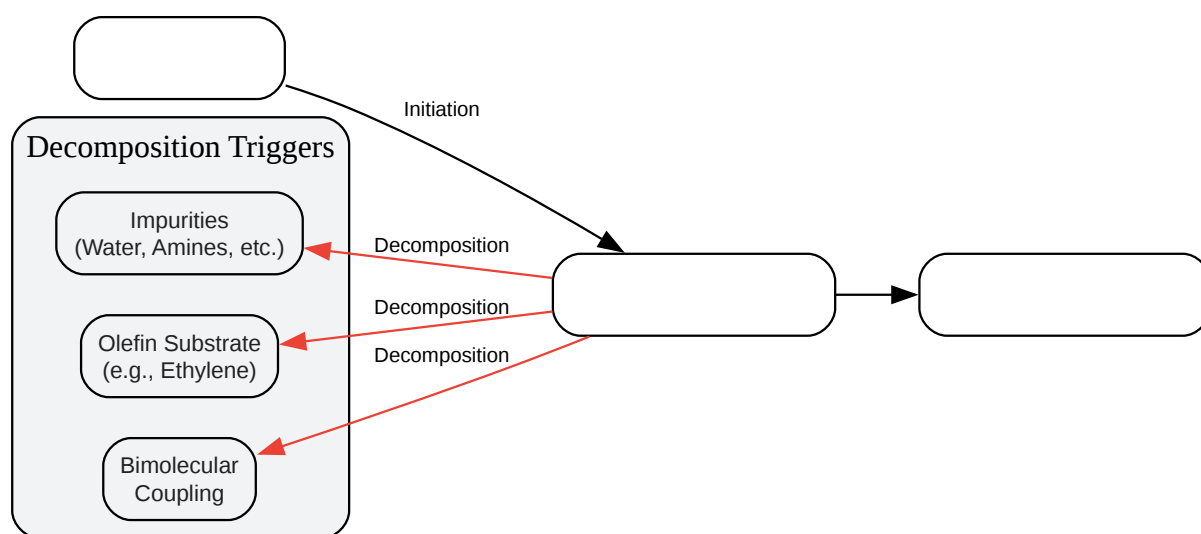 Initiation
Decomposition Triggers
Impurities
(Water, Amines, etc.)
Decomposition
Decomposition
Olefin Substrate
(e.g., Ethylene)
Decomposition
Bimolecular
Coupling